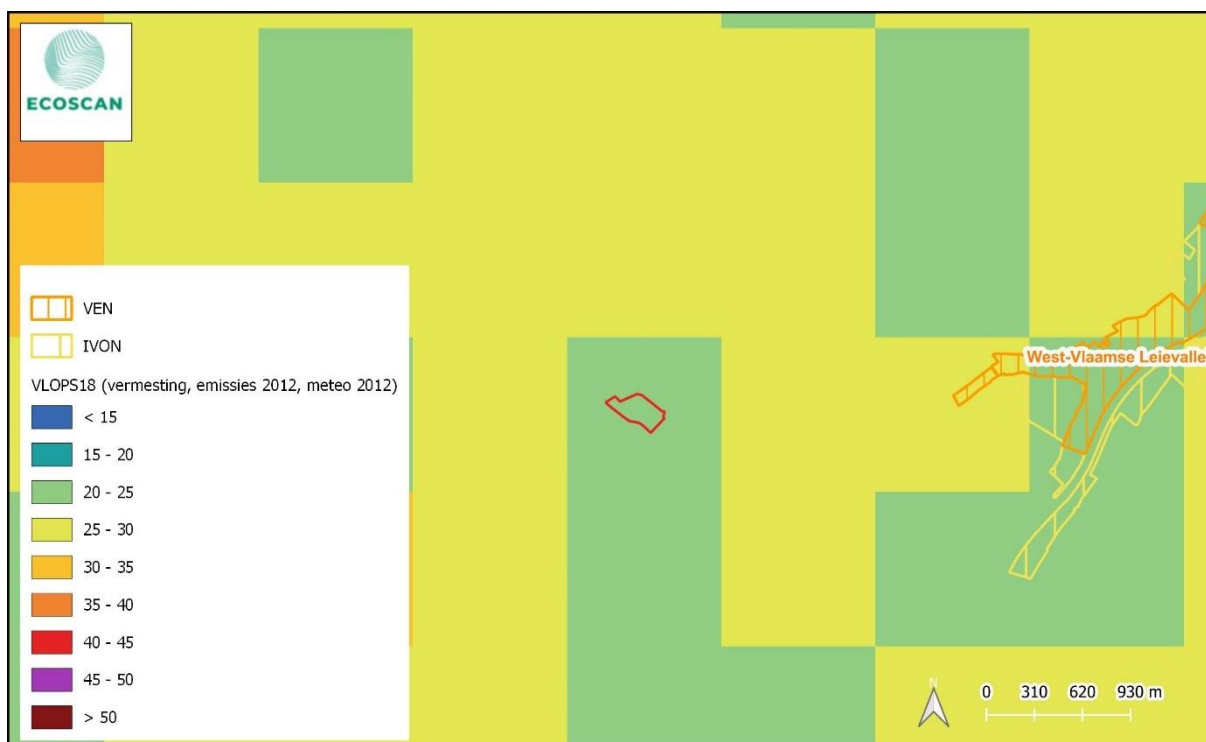 ECOSCAN
VEN
IVON
VLOPS18 (vermesting, emissies 2012, meteo 2012)
< 15
15 - 20
20 - 25
25 - 30
30 - 35
35 - 40
40 - 45
45 - 50
> 50
West-Vlaamse Leievalle
N
0 310 620 930 m